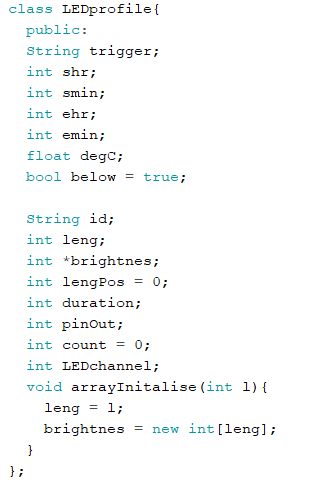 class LEDprofile{
  public:
  String trigger;
  int shr;
  int smin;
  int ehr;
  int emin;
  float degC;
  bool below = true;

  String id;
  int leng;
  int *brightnes;
  int lengPos = 0;
  int duration;
  int pinOut;
  int count = 0;
  int LEDchannel;
  void arrayInitalise(int l){
    leng = l;
    brightnes = new int[leng];
  }
};